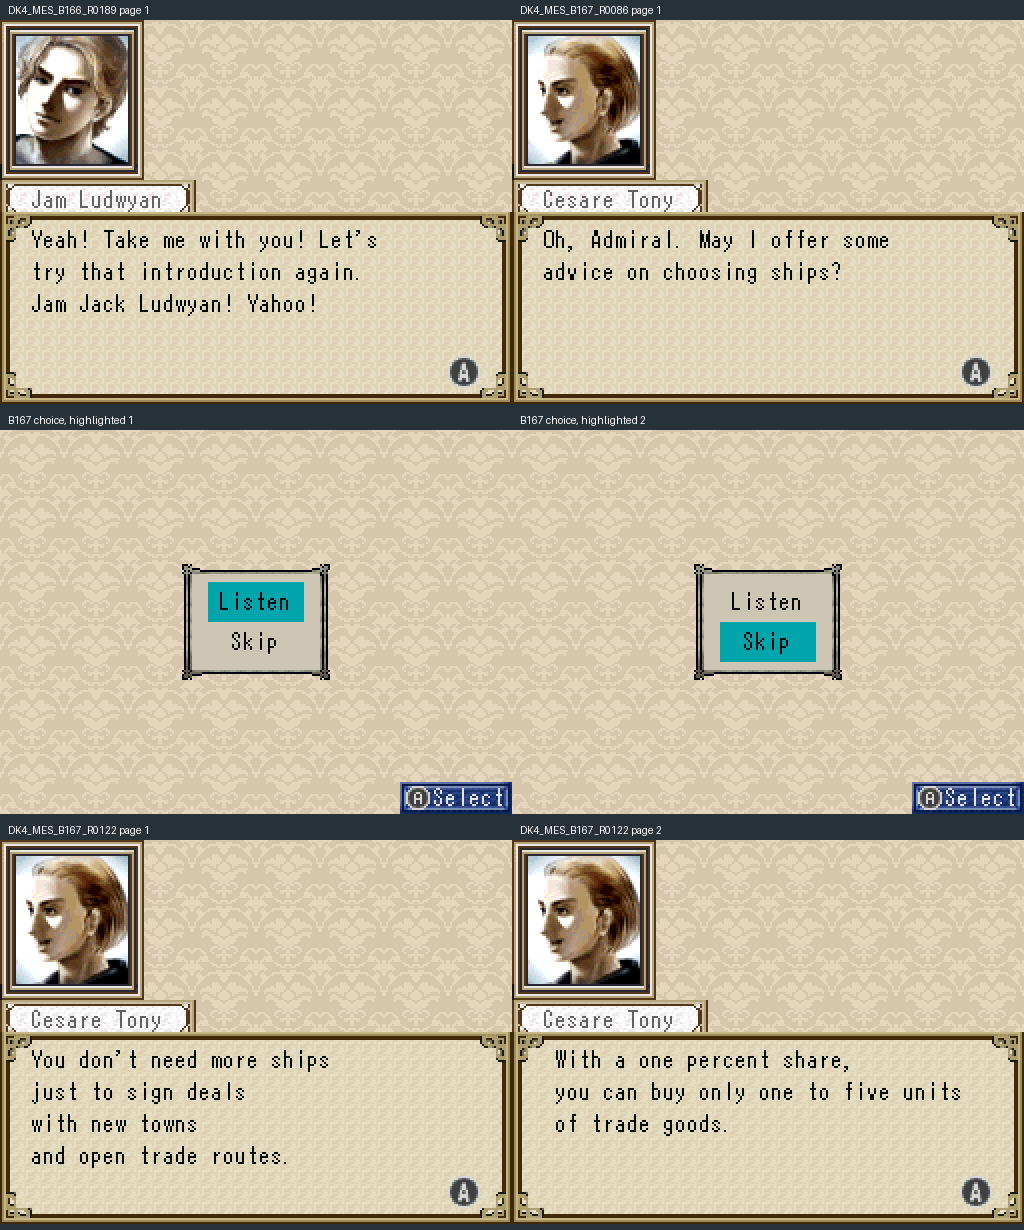 DK4_MES_B166_R0189 page 1
Jam Ludwyan
Yeah! Take me with you! Let's
try that introduction again.
Jam Jack Ludwyan! Yahoo!
A
DK4_MES_B167_R0086 page 1
Cesare Tony
Oh, Admiral. May I offer some
advice on choosing ships?
A
B167 choice, highlighted 1
Listen
Skip
A Select
B167 choice, highlighted 2
Listen
Skip
A Select
DK4_MES_B167_R0122 page 1
Cesare Tony
You don't need more ships
just to sign deals
with new towns
and open trade routes.
A
DK4_MES_B167_R0122 page 2
Cesare Tony
With a one percent share,
you can buy only one to five units
of trade goods.
A